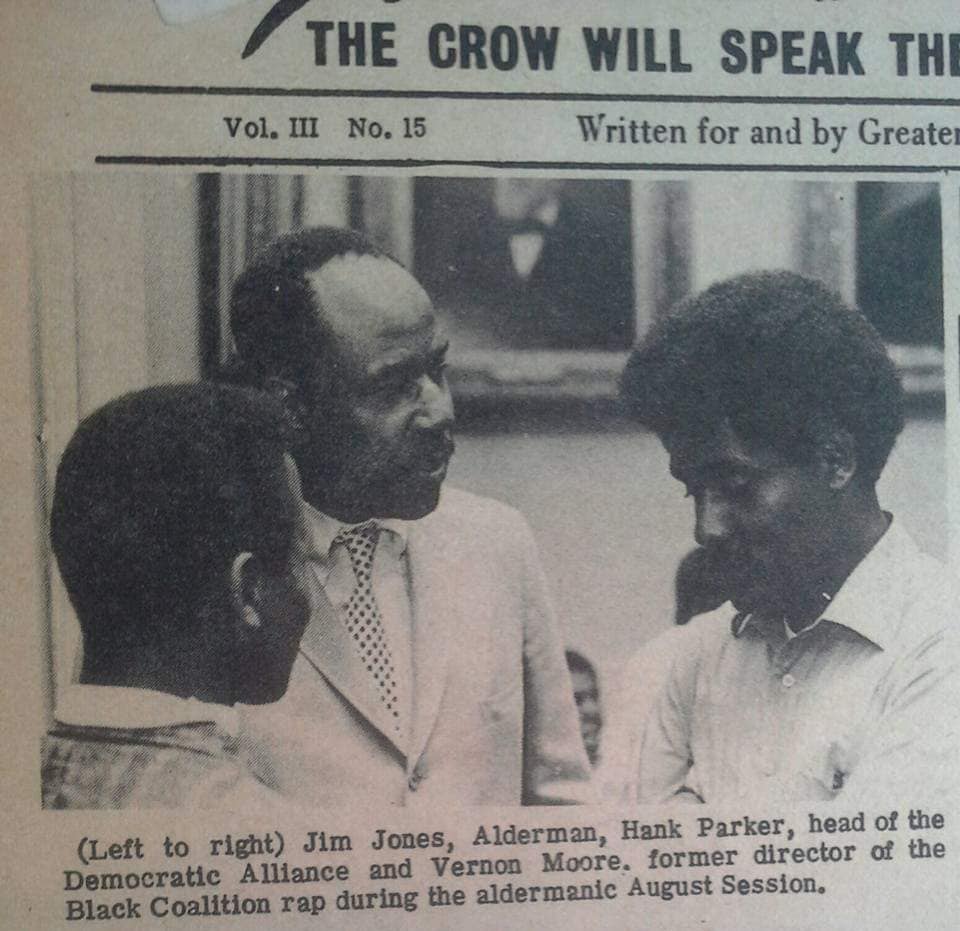 THE CROW WILL SPEAK THE
Vol. III No. 15
Written for and by Greater
(Left to right) Jim Jones, Alderman, Hank Parker, head of the
Democratic Alliance and Vernon Moore. former director of the
Black Coalition rap during the aldermanic August Session.